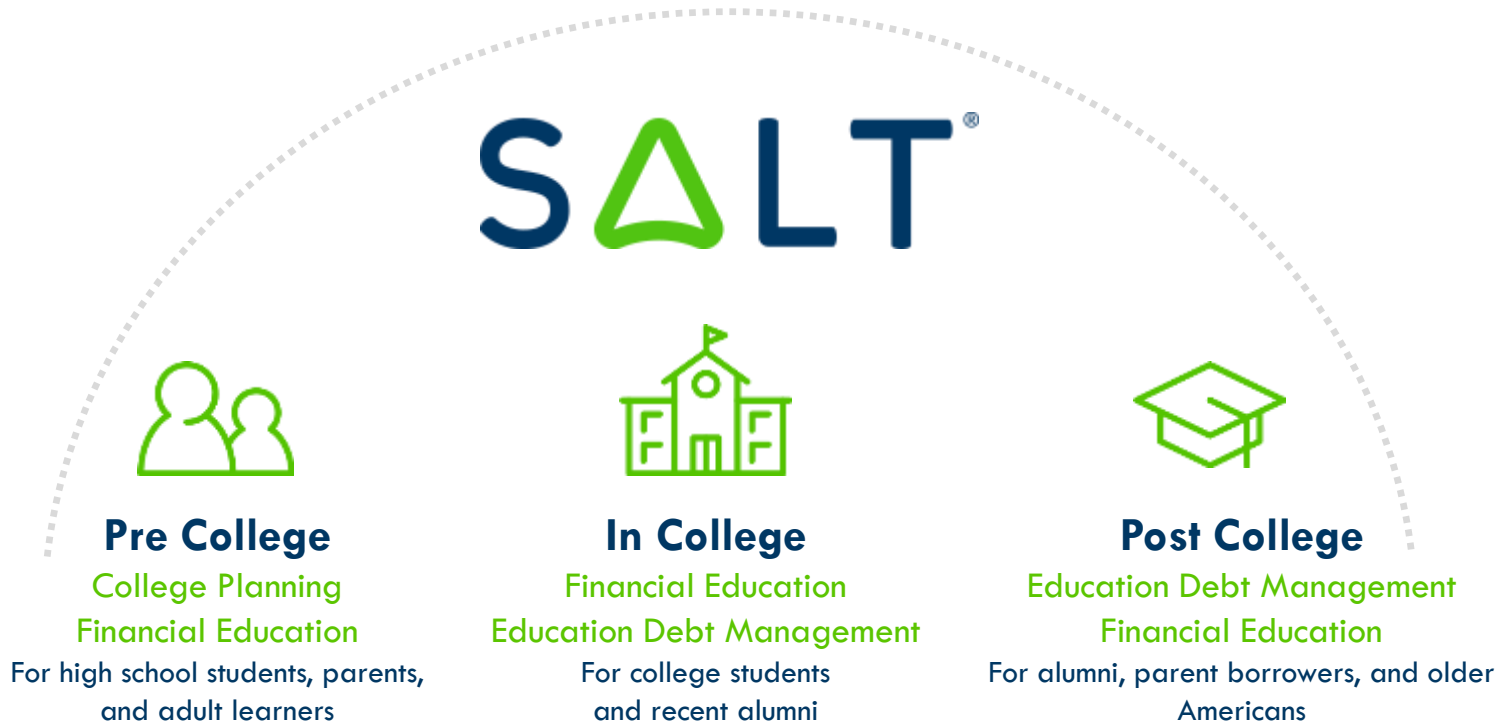 SALT®
Pre College
College Planning
Financial Education
For high school students, parents,
and adult learners
In College
Financial Education
Education Debt Management
For college students
and recent alumni
Post College
Education Debt Management
Financial Education
For alumni, parent borrowers, and older
Americans